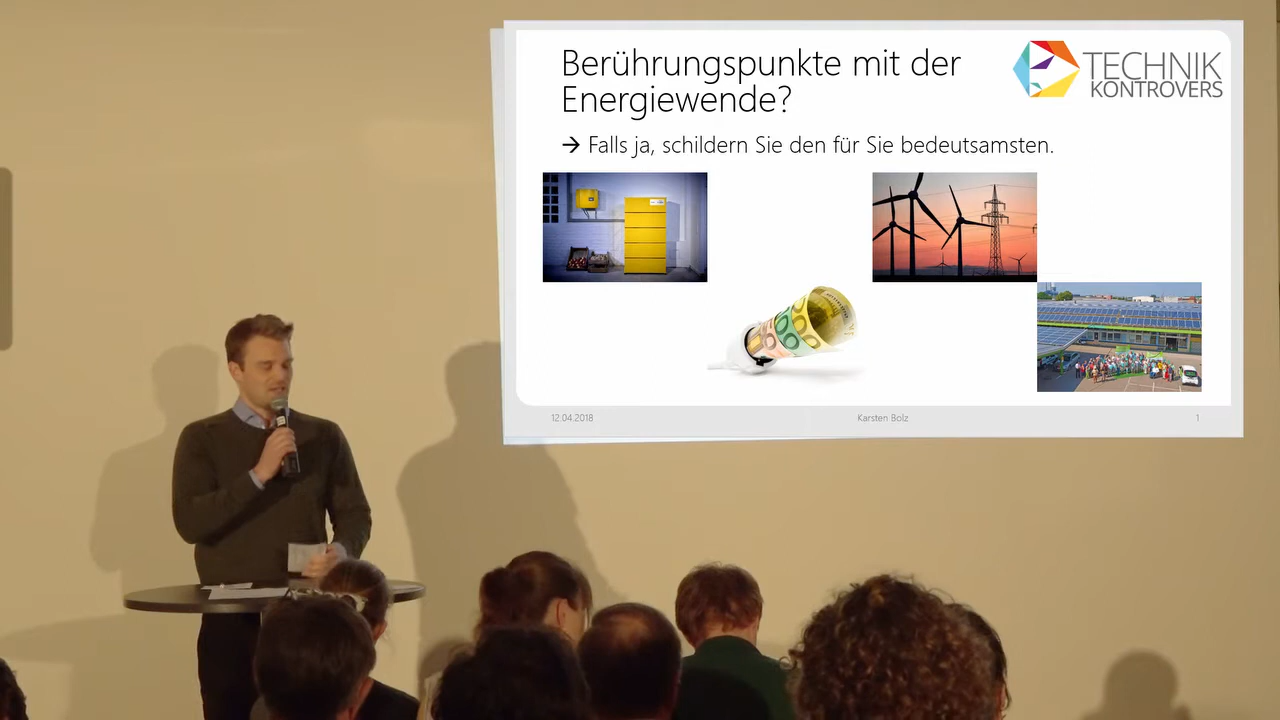 Berührungspunkte mit der
Energiewende?
TECHNIK
KONTROVERS
→ Falls ja, schildern Sie den für Sie bedeutsamsten.
12.04.2018
Karsten Bolz
1